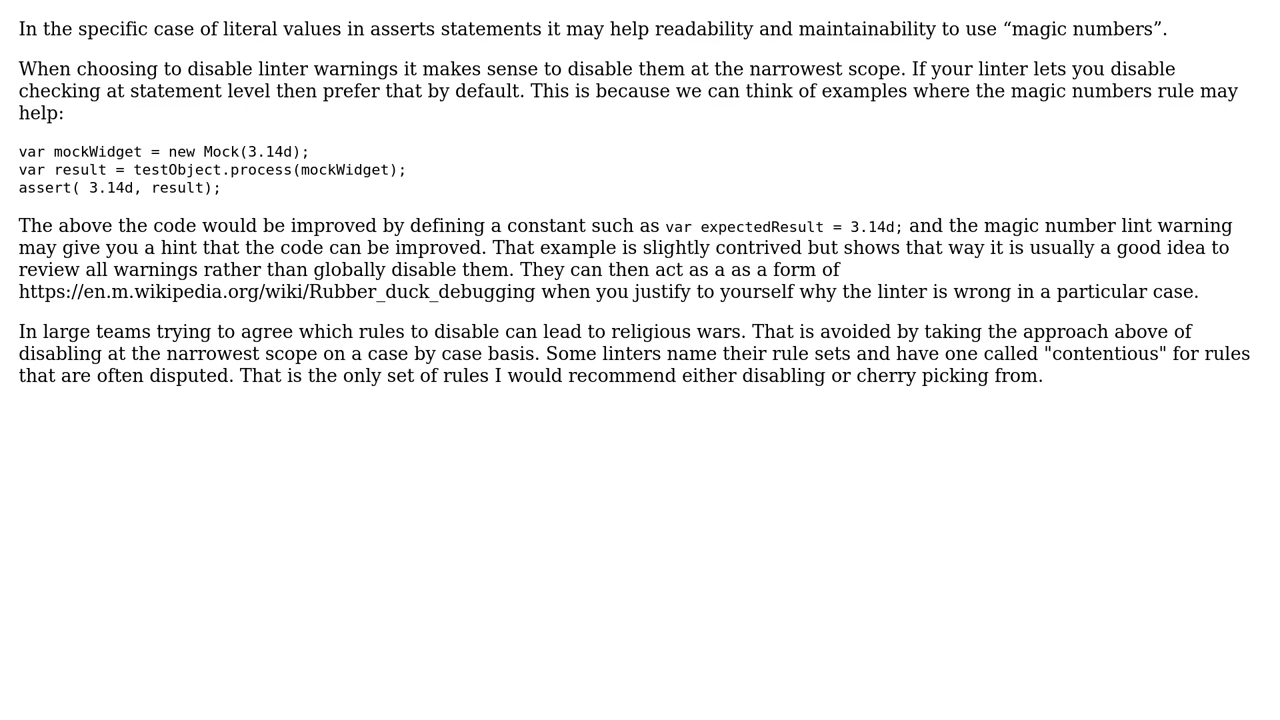 In the specific case of literal values in asserts statements it may help readability and maintainability to use “magic numbers”.
When choosing to disable linter warnings it makes sense to disable them at the narrowest scope. If your linter lets you disable
checking at statement level then prefer that by default. This is because we can think of examples where the magic numbers rule may
help:
var mockWidget = new Mock(3.14d);
var result = testObject.process(mockWidget);
assert( 3.14d, result);
The above the code would be improved by defining a constant such as var expectedResult = 3.14d; and the magic number lint warning
may give you a hint that the code can be improved. That example is slightly contrived but shows that way it is usually a good idea to
review all warnings rather than globally disable them. They can then act as a as a form of
https://en.m.wikipedia.org/wiki/Rubber_duck_debugging when you justify to yourself why the linter is wrong in a particular case.
In large teams trying to agree which rules to disable can lead to religious wars. That is avoided by taking the approach above of
disabling at the narrowest scope on a case by case basis. Some linters name their rule sets and have one called "contentious" for rules
that are often disputed. That is the only set of rules I would recommend either disabling or cherry picking from.